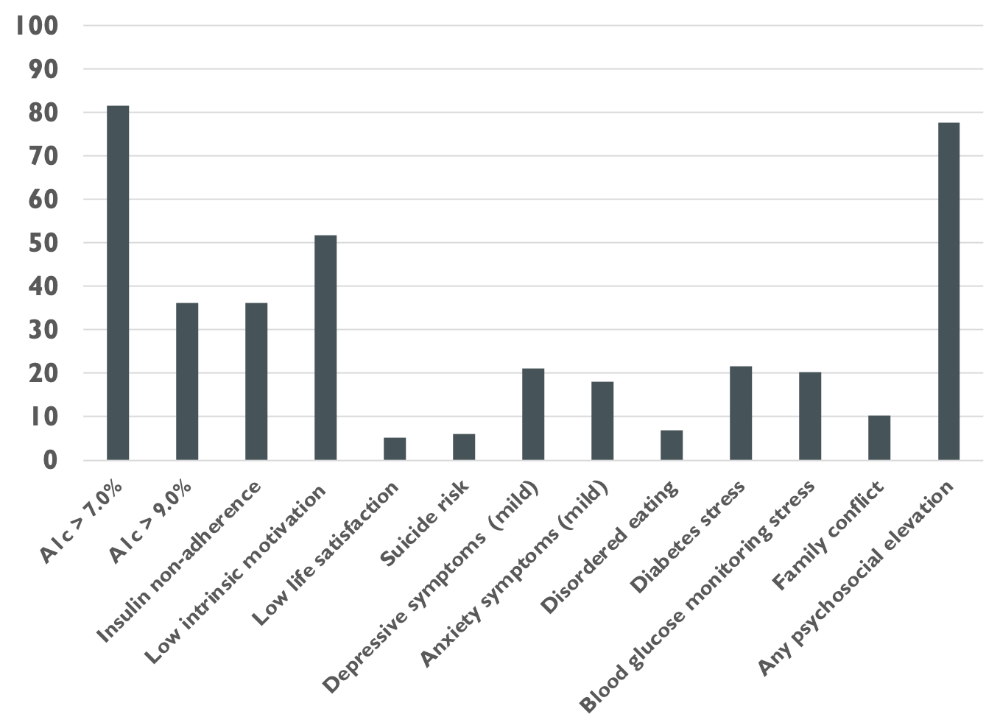 100
90
80
70
60
50
40
30
20
10
0
A1c > 7.0%
A1c > 9.0%
Insulin non-adherence
Low intrinsic motivation
Low life satisfaction
Suicide risk
Depressive symptoms (mild)
Anxiety symptoms (mild)
Disordered eating
Diabetes stress
Blood glucose monitoring stress
Family conflict
Any psychosocial elevation